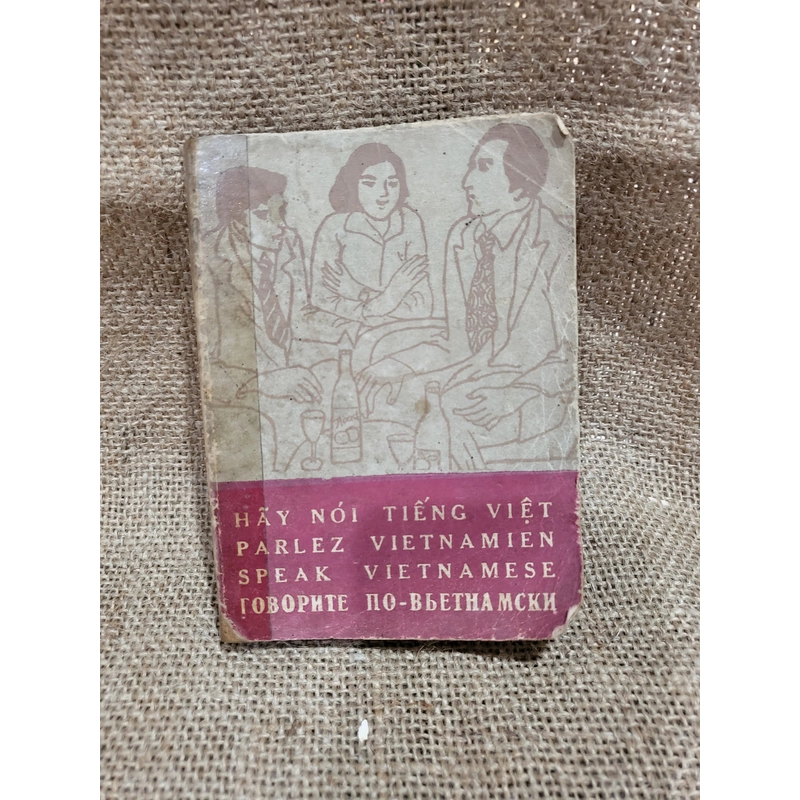 HÃY NÓI TIẾNG VIỆT
PARLEZ VIETNAMIEN
SPEAK VIETNAMESE
ГОВОРИТЕ ПО-ВЬЕТНАМСКИ